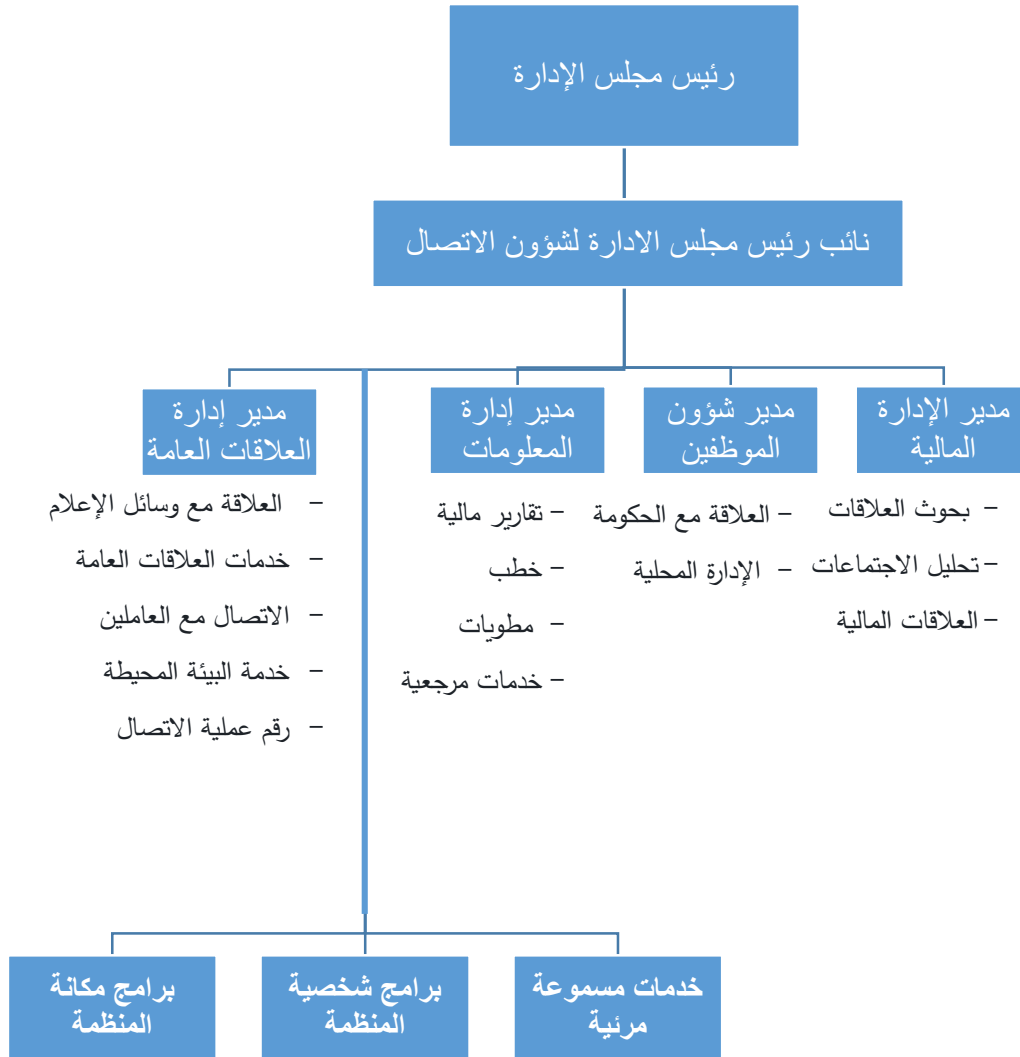 رئيس مجلس الإدارة
نائب رئيس مجلس الادارة لشؤون الاتصال
مدير الإدارة
المالية
مدير شؤون
الموظفين
مدير إدارة
المعلومات
مدير إدارة
العلاقات العامة
– بحوث العلاقات
– تحليل الاجتماعات
– العلاقات المالية
– العلاقة مع الحكومة
– الإدارة المحلية
– تقارير مالية
– خطب
– مطويات
– خدمات مرجعية
– العلاقة مع وسائل الإعلام
– خدمات العلاقات العامة
– الاتصال مع العاملين
– خدمة البيئة المحيطة
– رقم عملية الاتصال
خدمات مسموعة
مرئية
برامج شخصية
المنظمة
برامج مكانة
المنظمة